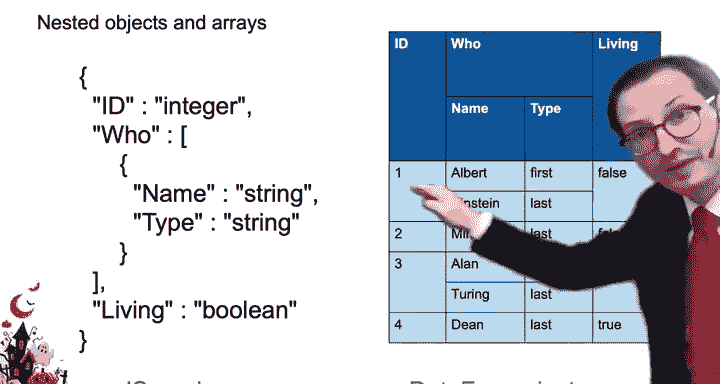 Nested objects and arrays
{
"ID" : "integer",
"Who" : [
{
"Name" : "string",
"Type" : "string"
}
],
"Living" : "boolean"
}
ID Who Living
Name Type
1 Albert first false
last
2 last
3 Alan
Turing last
4 Dean last true